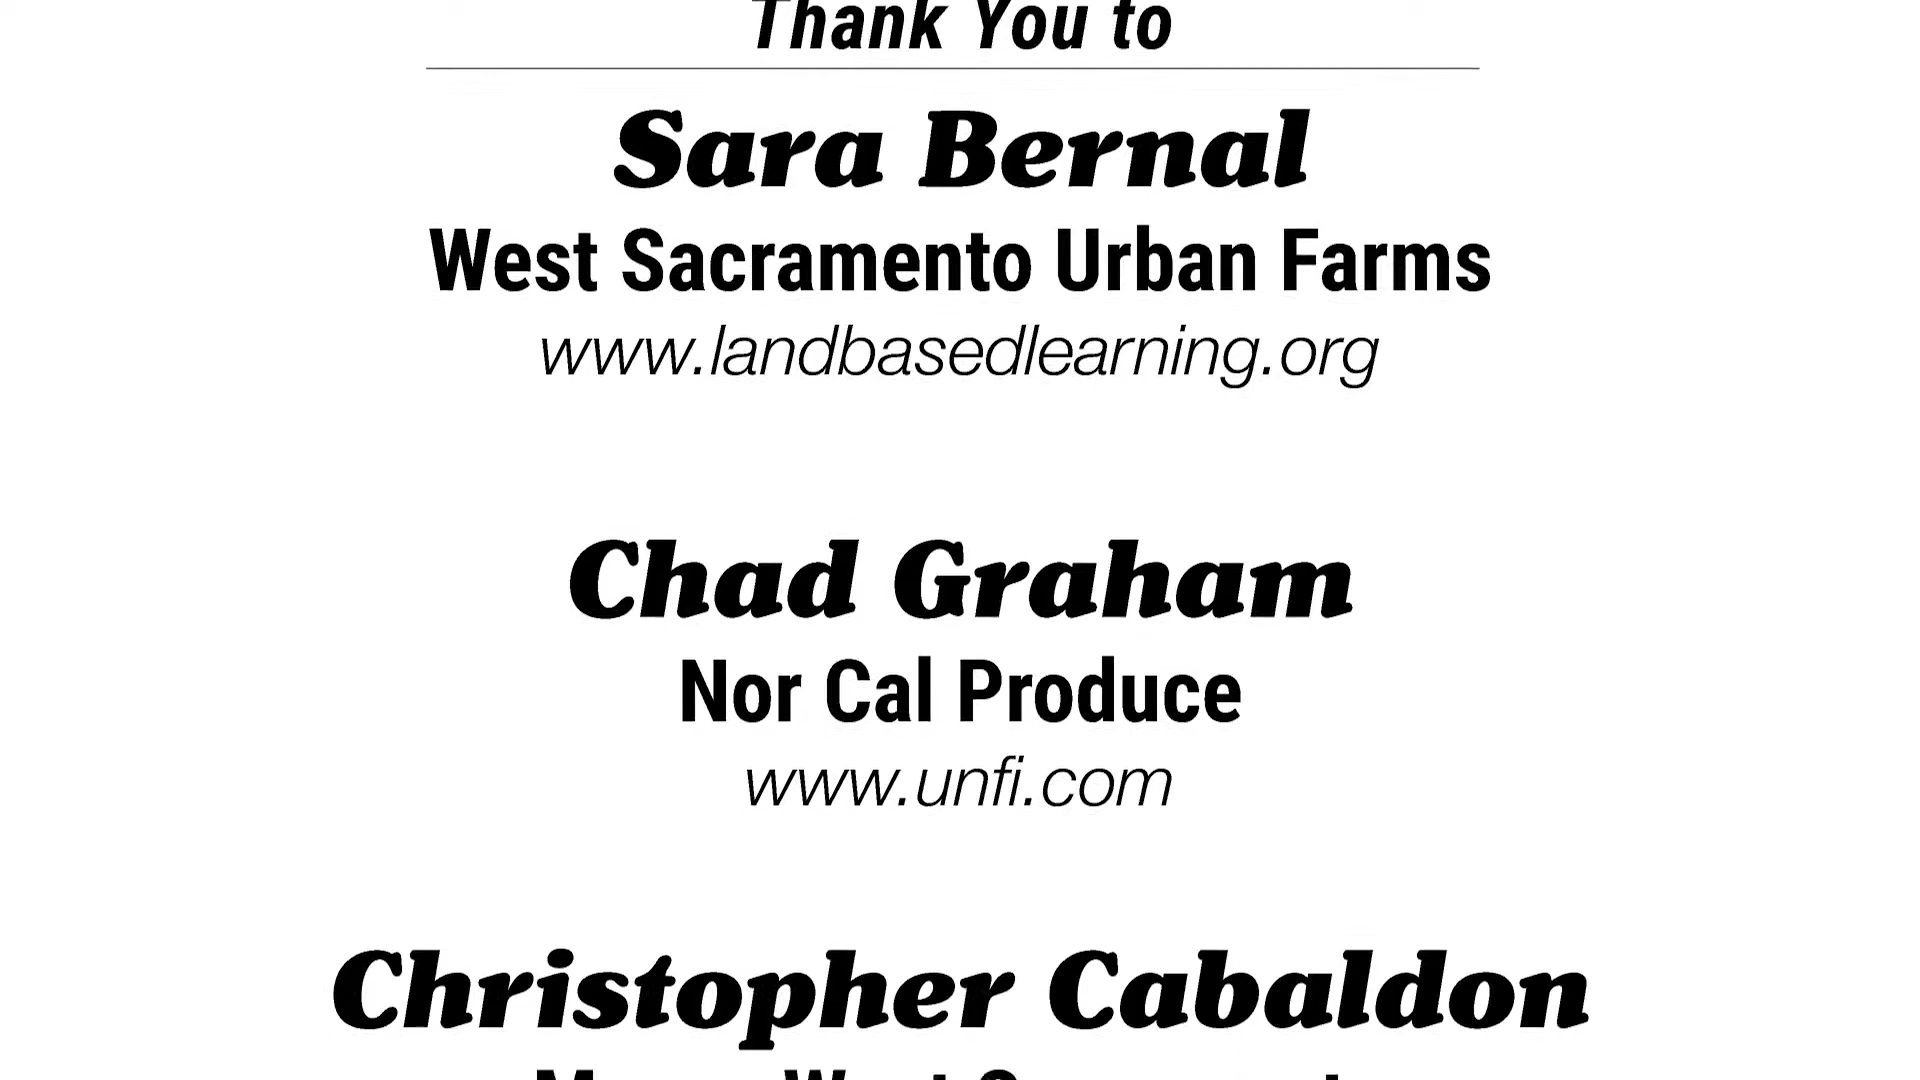 Thank You to
Sara Bernal
West Sacramento Urban Farms
www.landbasedlearning.org
Chad Graham
Nor Cal Produce
www.unfi.com
Christopher Cabaldon